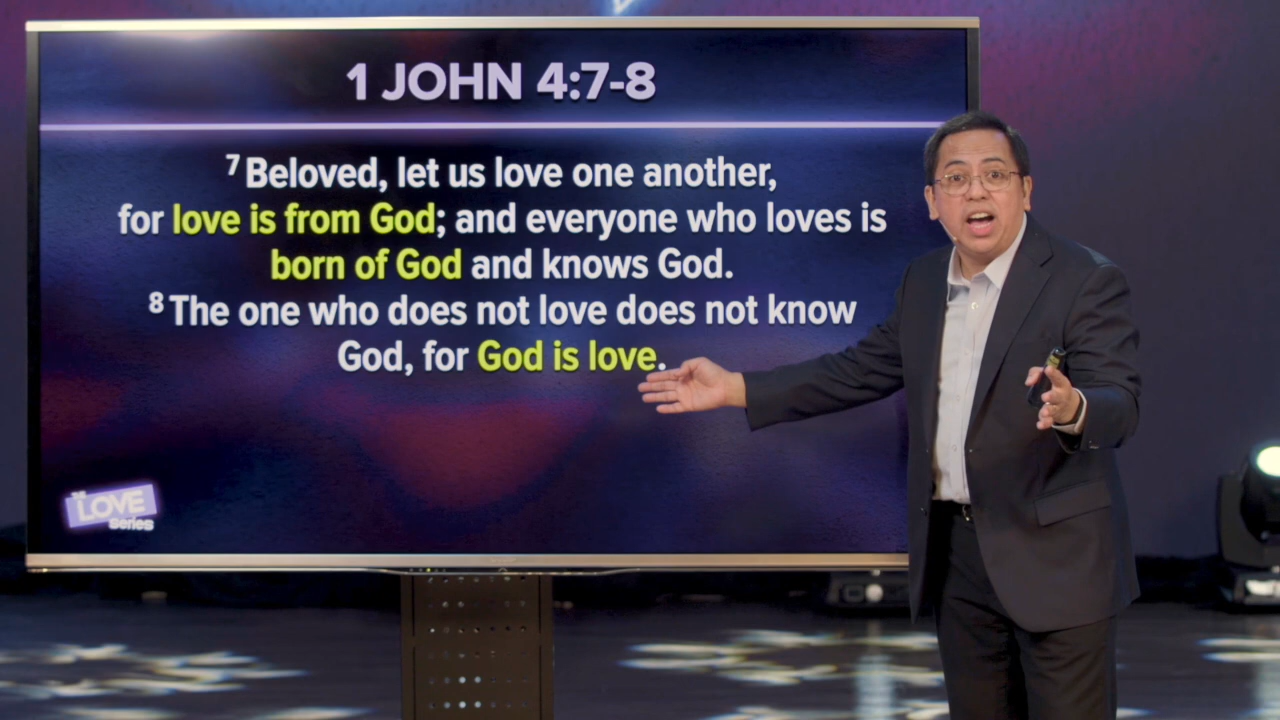 1 JOHN 4:7-8
7 Beloved, let us love one another,
for love is from God; and everyone who loves is
born of God and knows God.
8 The one who does not love does not know
God, for God is love.
THE
LOVE
series